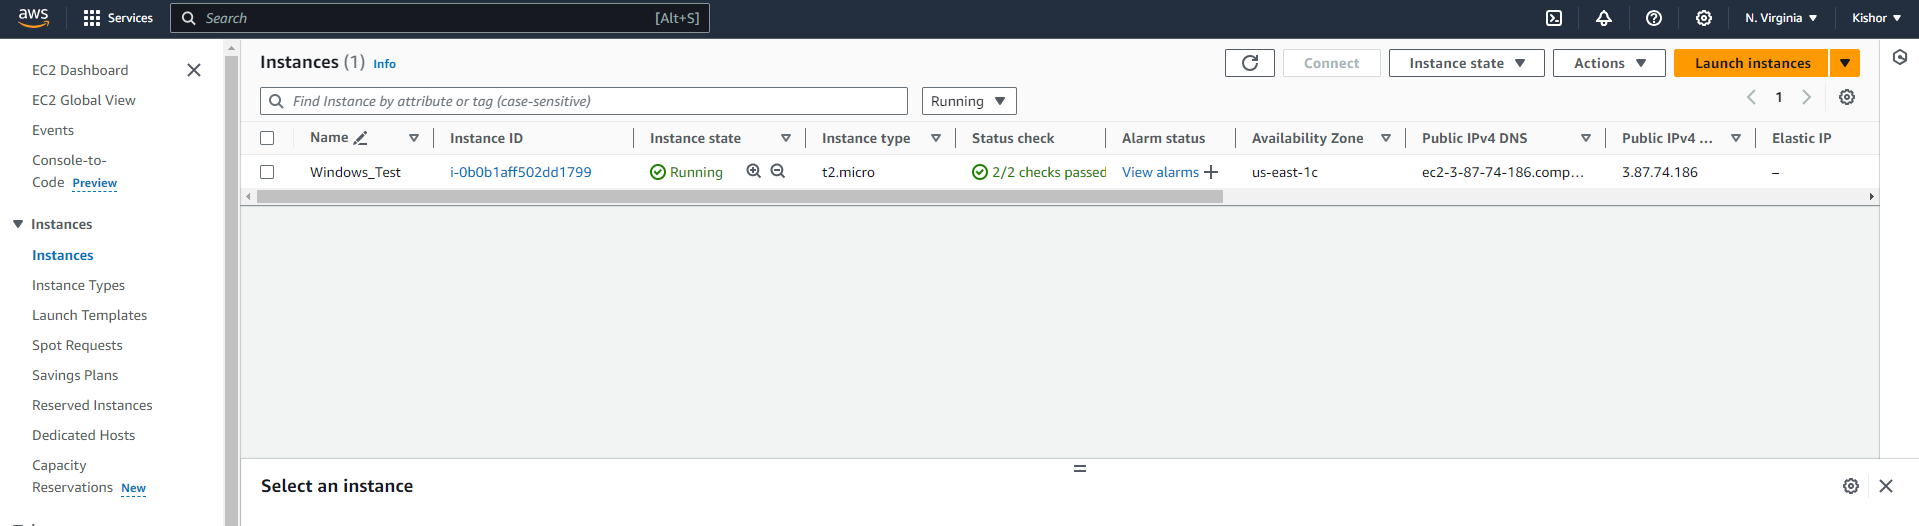 aws Services Search [Alt+S] N. Virginia Kishor
EC2 Dashboard
EC2 Global View
Events
Console-to-
Code Preview
Instances
Instances
Instance Types
Launch Templates
Spot Requests
Savings Plans
Reserved Instances
Dedicated Hosts
Capacity
Reservations New
Instances (1) Info Connect Instance state Actions Launch instances
Find Instance by attribute or tag (case-sensitive) Running 1
Name Instance ID Instance state Instance type Status check Alarm status Availability Zone Public IPv4 DNS Public IPv4 ... Elastic IP
Windows_Test i-0b0b1aff502dd1799 Running t2.micro 2/2 checks passed View alarms + us-east-1c ec2-3-87-74-186.comp... 3.87.74.186 –
Select an instance